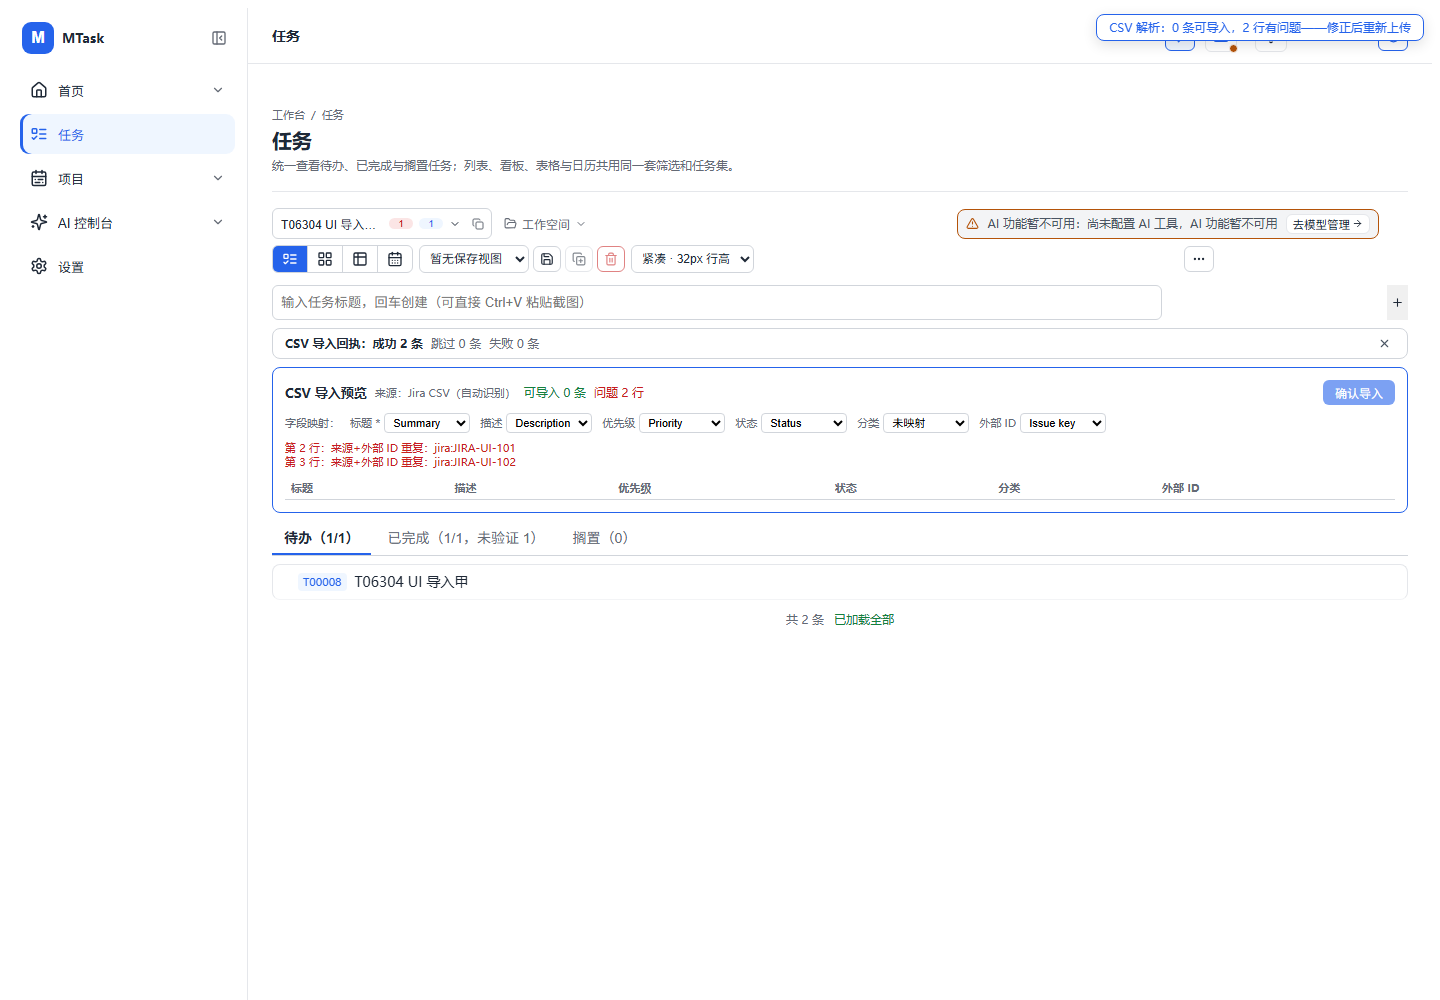 MTask
首页
任务
项目
AI 控制台
设置
任务
CSV 解析：0 条可导入，2 行有问题——修正后重新上传
工作台 / 任务
任务
统一查看待办、已完成与搁置任务；列表、看板、表格与日历共用同一套筛选和任务集。
T06304 UI 导入... 1 1 工作空间
AI 功能暂不可用：尚未配置 AI 工具，AI 功能暂不可用 去模型管理 →
暂无保存视图 紧凑 · 32px 行高
输入任务标题，回车创建（可直接 Ctrl+V 粘贴截图）
CSV 导入回执：成功 2 条 跳过 0 条 失败 0 条
CSV 导入预览 来源：Jira CSV（自动识别） 可导入 0 条 问题 2 行 确认导入
字段映射： 标题 * Summary 描述 Description 优先级 Priority 状态 Status 分类 未映射 外部 ID Issue key
第 2 行：来源+外部 ID 重复：jira:JIRA-UI-101
第 3 行：来源+外部 ID 重复：jira:JIRA-UI-102
标题 描述 优先级 状态 分类 外部 ID
待办（1/1） 已完成（1/1，未验证 1） 搁置（0）
T00008 T06304 UI 导入甲
共 2 条 已加载全部